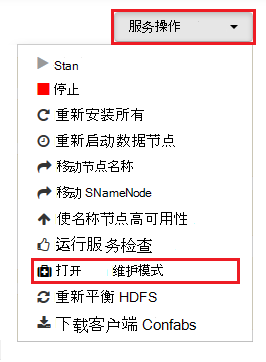 服务操作
Stan
停止
重新安装所有
重新启动数据节点
移动节点名称
移动 SNameNode
使名称节点高可用性
运行服务检查
打开 维护模式
重新平衡 HDFS
下载客户端 Confabs